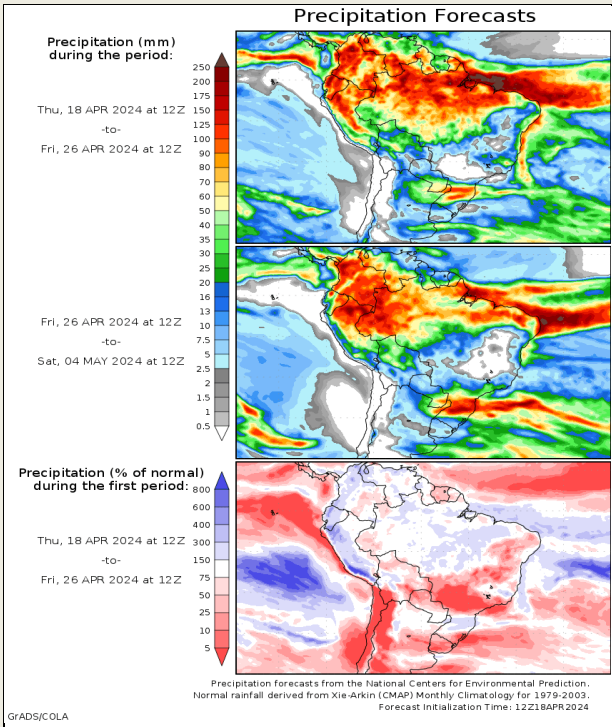 Precipitation Forecasts
Precipitation (mm)
during the period:
Thu, 18 APR 2024 at 12Z
-to-
Fri, 26 APR 2024 at 12Z
250
200
175
150
125
100
90
80
70
60
50
40
35
30
25
20
16
13
10
7.5
5
2.5
2
1.5
1
0.5
Fri, 26 APR 2024 at 12Z
-to-
Sat, 04 MAY 2024 at 12Z
Precipitation (% of normal)
during the first period:
Thu, 18 APR 2024 at 12Z
-to-
Fri, 26 APR 2024 at 12Z
800
600
400
300
150
75
50
25
10
5
Precipitation forecasts from the National Centers for Environmental Prediction.
Normal rainfall derived from Xie-Arkin (CMAP) Monthly Climatology for 1979-2003.
Forecast Initialization Time: 12Z18APR2024
GrADS/COLA